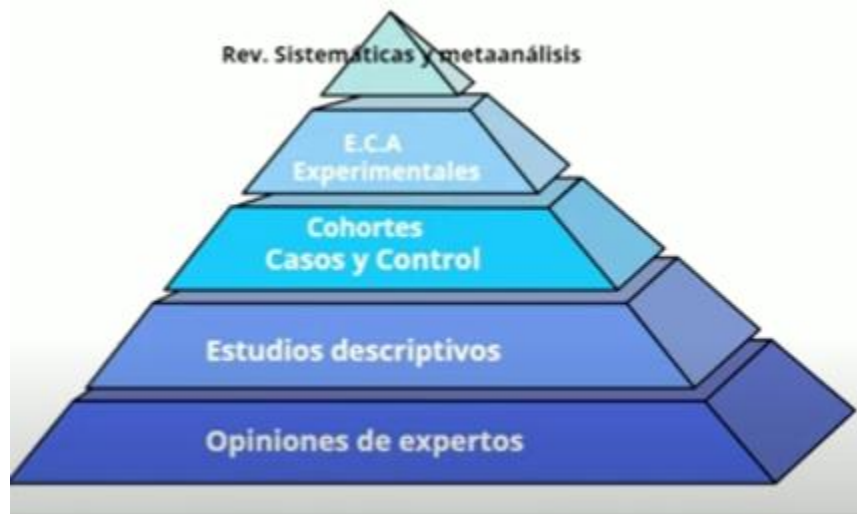 Rev. Sistemáticas y metaanálisis
E.C.A
Experimentales
Cohortes
Casos y Control
Estudios descriptivos
Opiniones de expertos